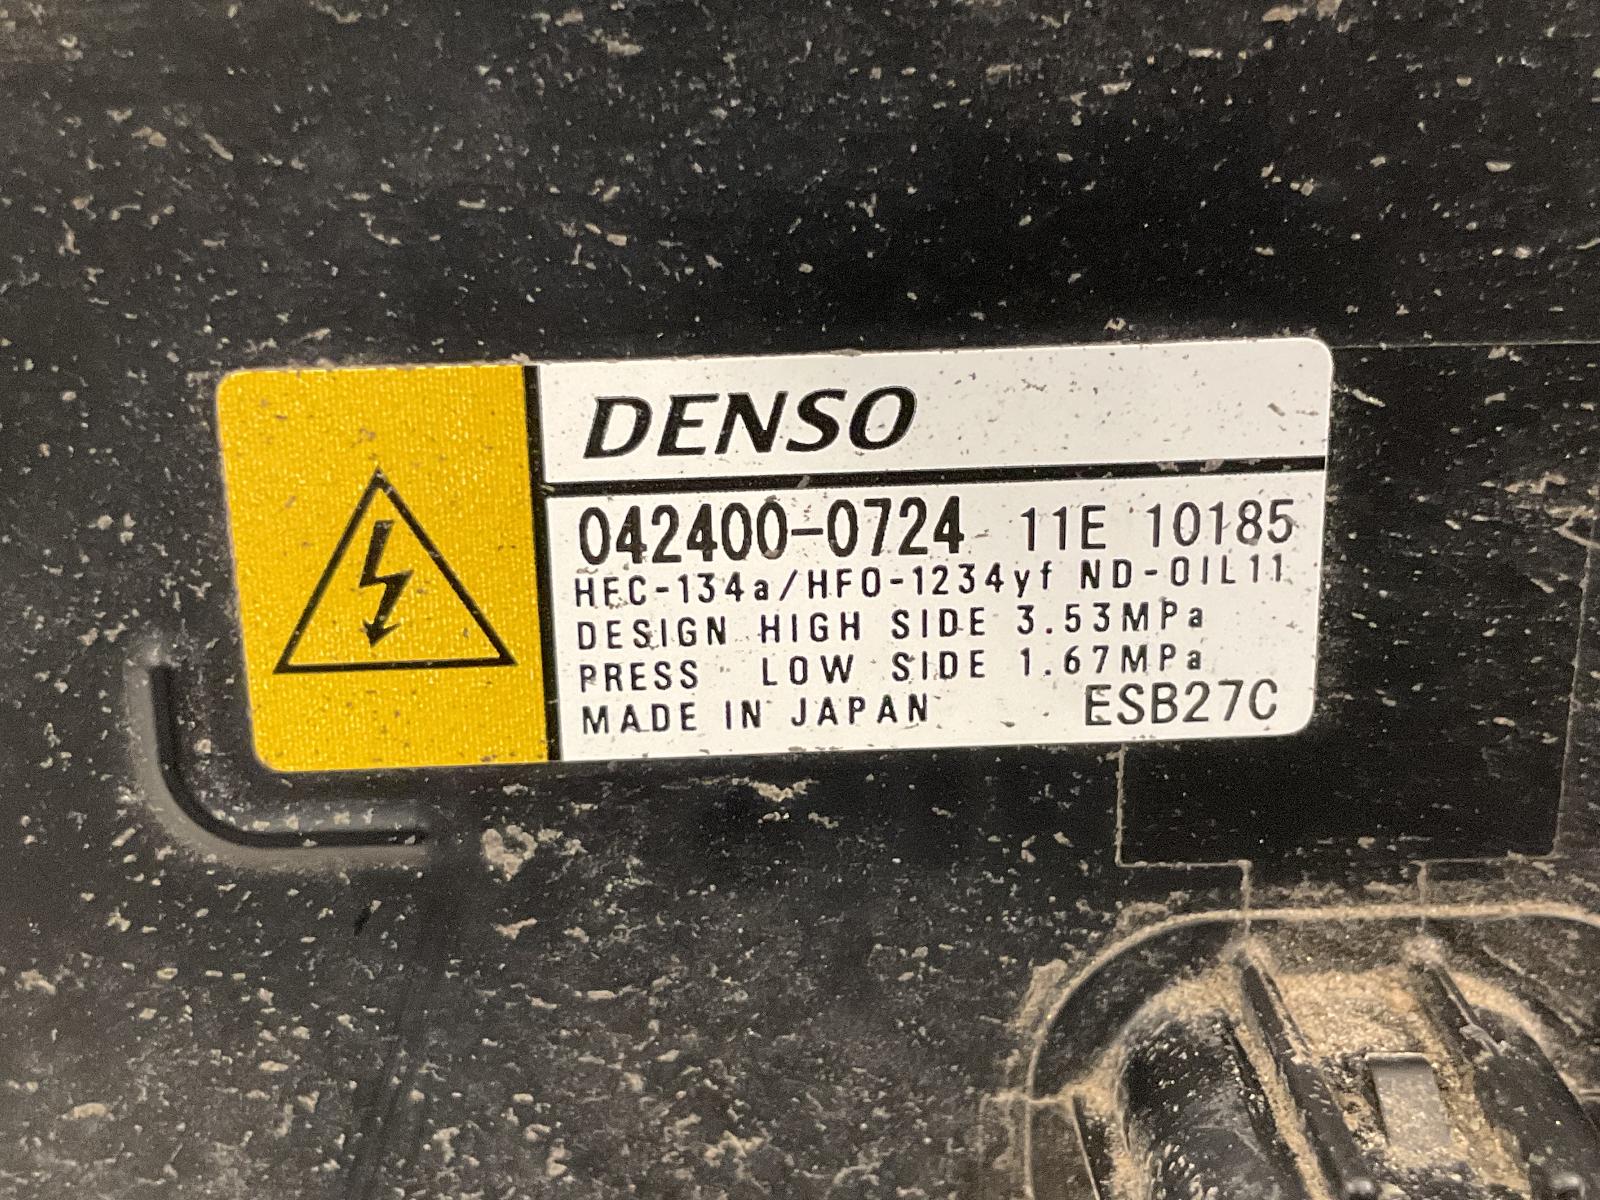 DENSO
042400-0724 11E 10185
HFC-134a/HFO-1234yf ND-OIL11
DESIGN HIGH SIDE 3.53MPa
PRESS LOW SIDE 1.67MPa
MADE IN JAPAN ESB27C